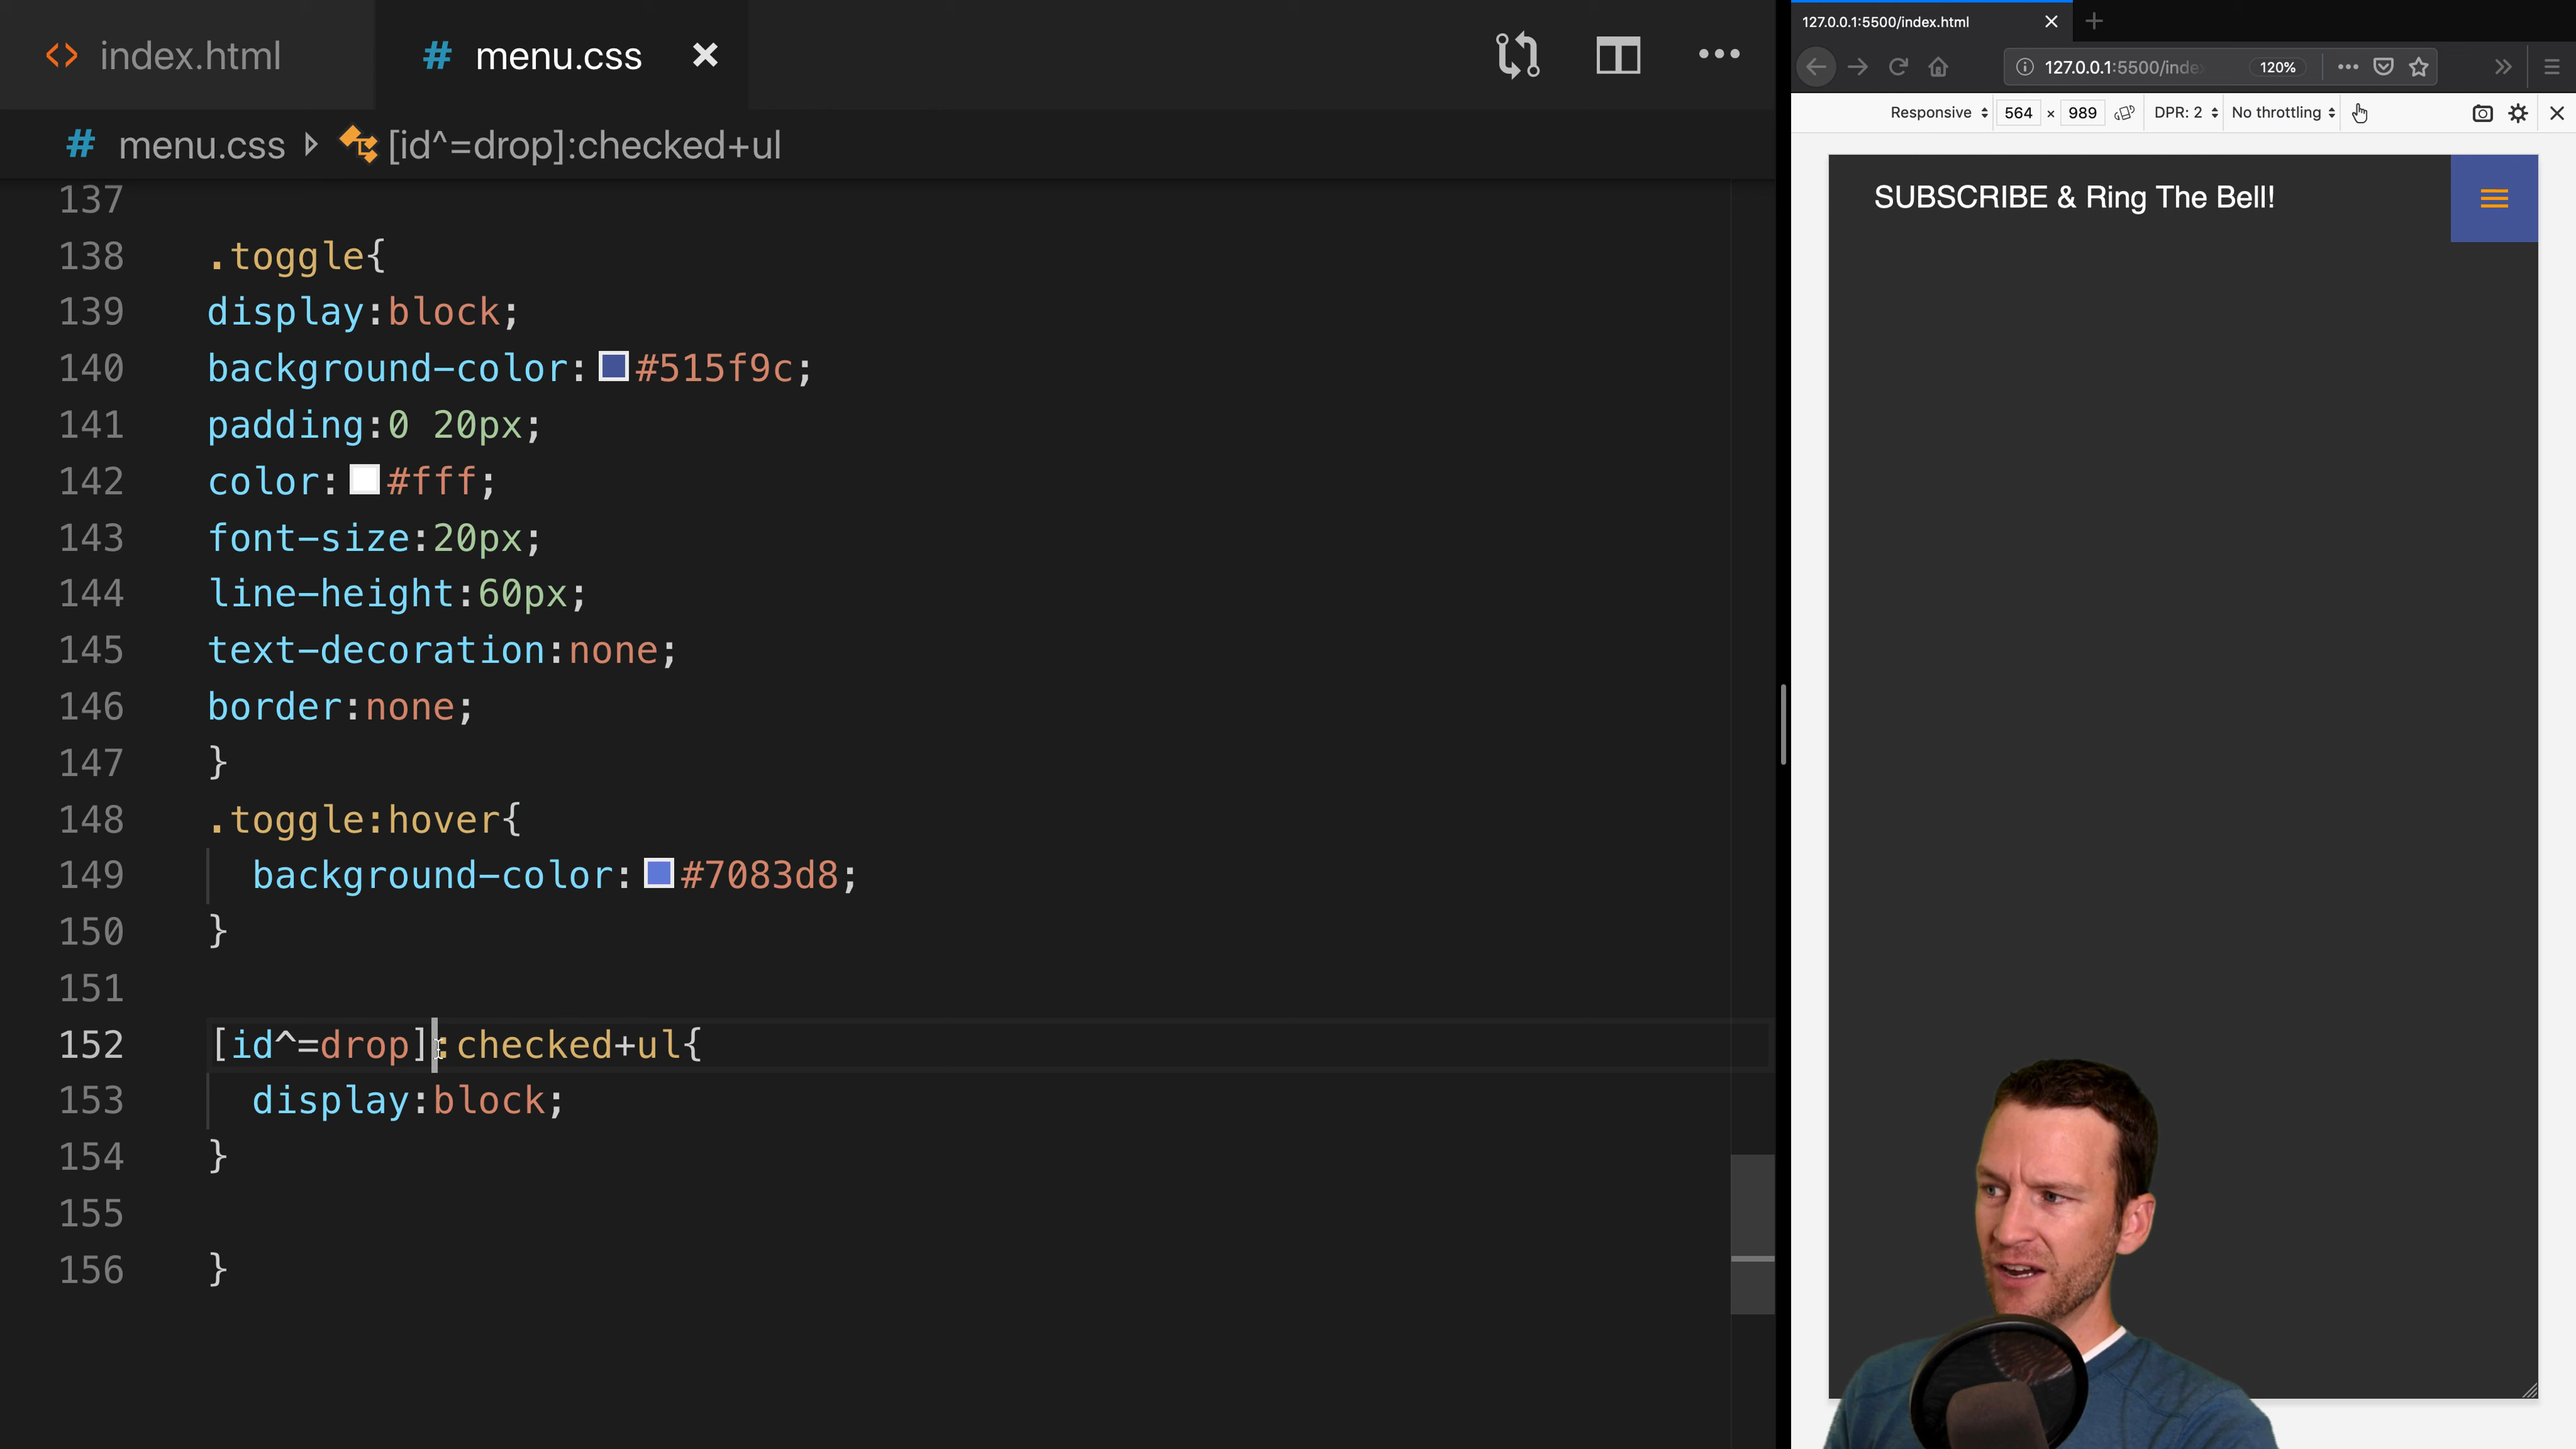 index.html
menu.css
menu.css
[id^=drop]:checked+ul
137
138 .toggle{
139 display:block;
140 background-color: #515f9c;
141 padding:0 20px;
142 color: #fff;
143 font-size:20px;
144 line-height:60px;
145 text-decoration:none;
146 border:none;
147 }
148 .toggle:hover{
149 background-color: #7083d8;
150 }
151
152 [id^=drop]:checked+ul{
153 display:block;
154 }
155
156 }
127.0.0.1:5500/index.html
127.0.0.1:5500/inde
120%
Responsive 564 × 989 DPR: 2 No throttling
SUBSCRIBE & Ring The Bell!